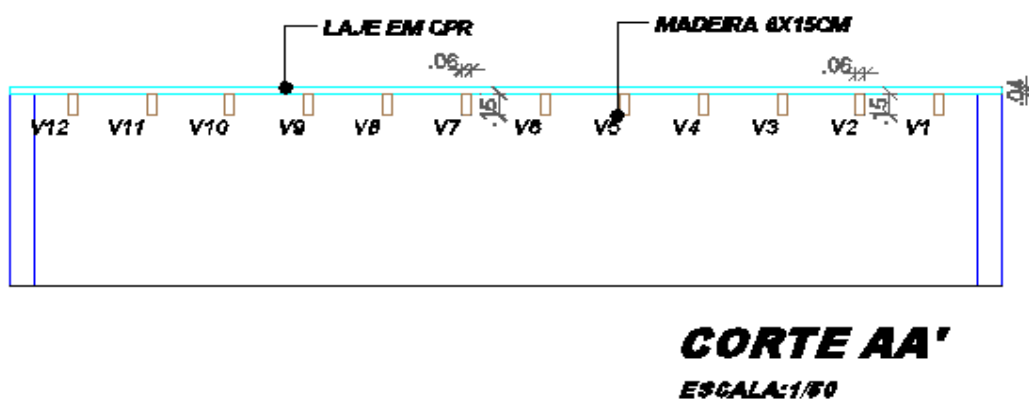 LAJE EM CPR
MADEIRA 6X15CM
.06
.06
.04
.15
.15
V12 V11 V10 V9 V8 V7 V6 V5 V4 V3 V2 V1
CORTE AA'
ESCALA:1/50